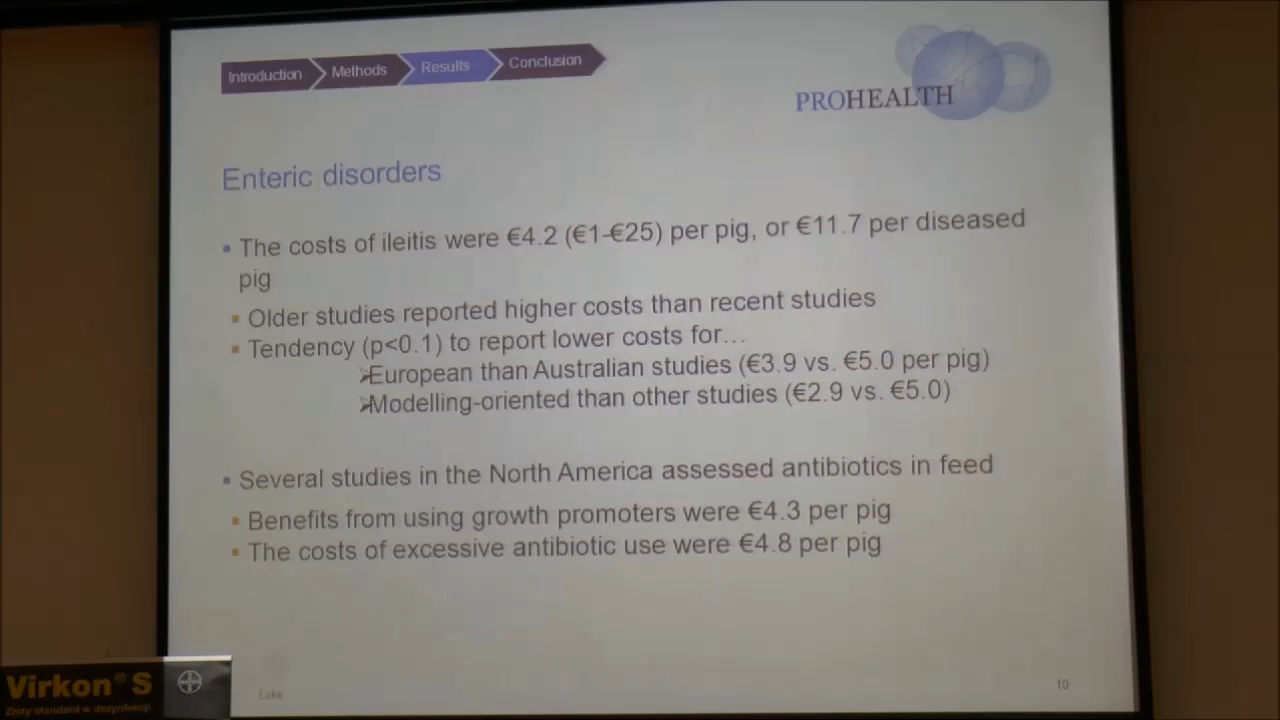 Introduction
Methods
Results
Conclusion
PROHEALTH
Enteric disorders
▪ The costs of ileitis were €4.2 (€1-€25) per pig, or €11.7 per diseased
pig
▪ Older studies reported higher costs than recent studies
▪ Tendency (p<0.1) to report lower costs for…
➢European than Australian studies (€3.9 vs. €5.0 per pig)
➢Modelling-oriented than other studies (€2.9 vs. €5.0)
▪ Several studies in the North America assessed antibiotics in feed
▪ Benefits from using growth promoters were €4.3 per pig
▪ The costs of excessive antibiotic use were €4.8 per pig
Luke
10
Virkon® S
Złoty standard w dezynfekcji.